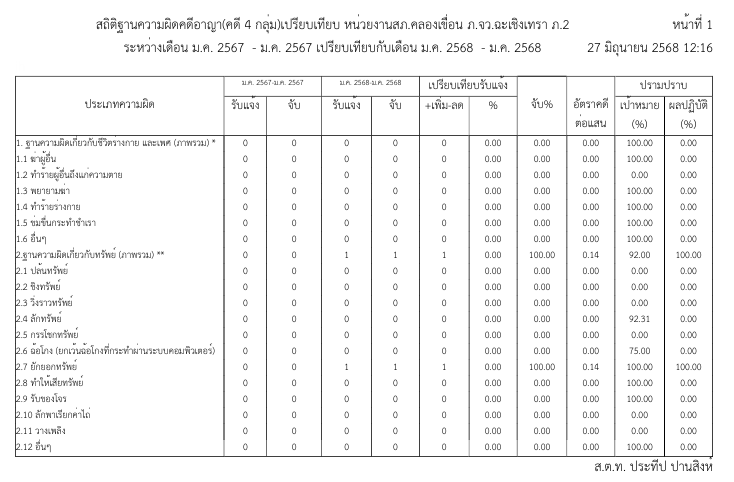 สถิติฐานความผิดคดีอาญา(คดี 4 กลุ่ม)เปรียบเทียบ หน่วยงานสภ.คลองเขื่อน ภ.จว.ฉะเชิงเทรา ภ.2 หน้าที่ 1
ระหว่างเดือน ม.ค. 2567 - ม.ค. 2567 เปรียบเทียบกับเดือน ม.ค. 2568 - ม.ค. 2568 27 มิถุนายน 2568 12:16
ประเภทความผิด ม.ค. 2567-ม.ค. 2567 ม.ค. 2568-ม.ค. 2568 เปรียบเทียบรับแจ้ง จับ% อัตราคดี ปรามปราบ
รับแจ้ง จับ รับแจ้ง จับ +เพิ่ม-ลด % ต่อแสน เป้าหมาย ผลปฏิบัติ
(%) (%)
1. ฐานความผิดเกี่ยวกับชีวิตร่างกาย และเพศ (ภาพรวม) * 0 0 0 0 0 0.00 0.00 0.00 100.00 0.00
1.1 ฆ่าผู้อื่น 0 0 0 0 0 0.00 0.00 0.00 100.00 0.00
1.2 ทำร้ายผู้อื่นถึงแก่ความตาย 0 0 0 0 0 0.00 0.00 0.00 0.00 0.00
1.3 พยายามฆ่า 0 0 0 0 0 0.00 0.00 0.00 100.00 0.00
1.4 ทำร้ายร่างกาย 0 0 0 0 0 0.00 0.00 0.00 100.00 0.00
1.5 ข่มขืนกระทำชำเรา 0 0 0 0 0 0.00 0.00 0.00 100.00 0.00
1.6 อื่นๆ 0 0 0 0 0 0.00 0.00 0.00 100.00 0.00
2.ฐานความผิดเกี่ยวกับทรัพย์ (ภาพรวม) ** 0 0 1 1 1 0.00 100.00 0.14 92.00 100.00
2.1 ปล้นทรัพย์ 0 0 0 0 0 0.00 0.00 0.00 0.00 0.00
2.2 ชิงทรัพย์ 0 0 0 0 0 0.00 0.00 0.00 0.00 0.00
2.3 วิ่งราวทรัพย์ 0 0 0 0 0 0.00 0.00 0.00 0.00 0.00
2.4 ลักทรัพย์ 0 0 0 0 0 0.00 0.00 0.00 92.31 0.00
2.5 กรรโชกทรัพย์ 0 0 0 0 0 0.00 0.00 0.00 0.00 0.00
2.6 ฉ้อโกง (ยกเว้นฉ้อโกงที่กระทำผ่านระบบคอมพิวเตอร์) 0 0 0 0 0 0.00 0.00 0.00 75.00 0.00
2.7 ยักยอกทรัพย์ 0 0 1 1 1 0.00 100.00 0.14 100.00 100.00
2.8 ทำให้เสียทรัพย์ 0 0 0 0 0 0.00 0.00 0.00 100.00 0.00
2.9 รับของโจร 0 0 0 0 0 0.00 0.00 0.00 100.00 0.00
2.10 ลักพาเรียกค่าไถ่ 0 0 0 0 0 0.00 0.00 0.00 0.00 0.00
2.11 วางเพลิง 0 0 0 0 0 0.00 0.00 0.00 0.00 0.00
2.12 อื่นๆ 0 0 0 0 0 0.00 0.00 0.00 100.00 0.00
ส.ต.ท. ประทีป ปานสิงห์